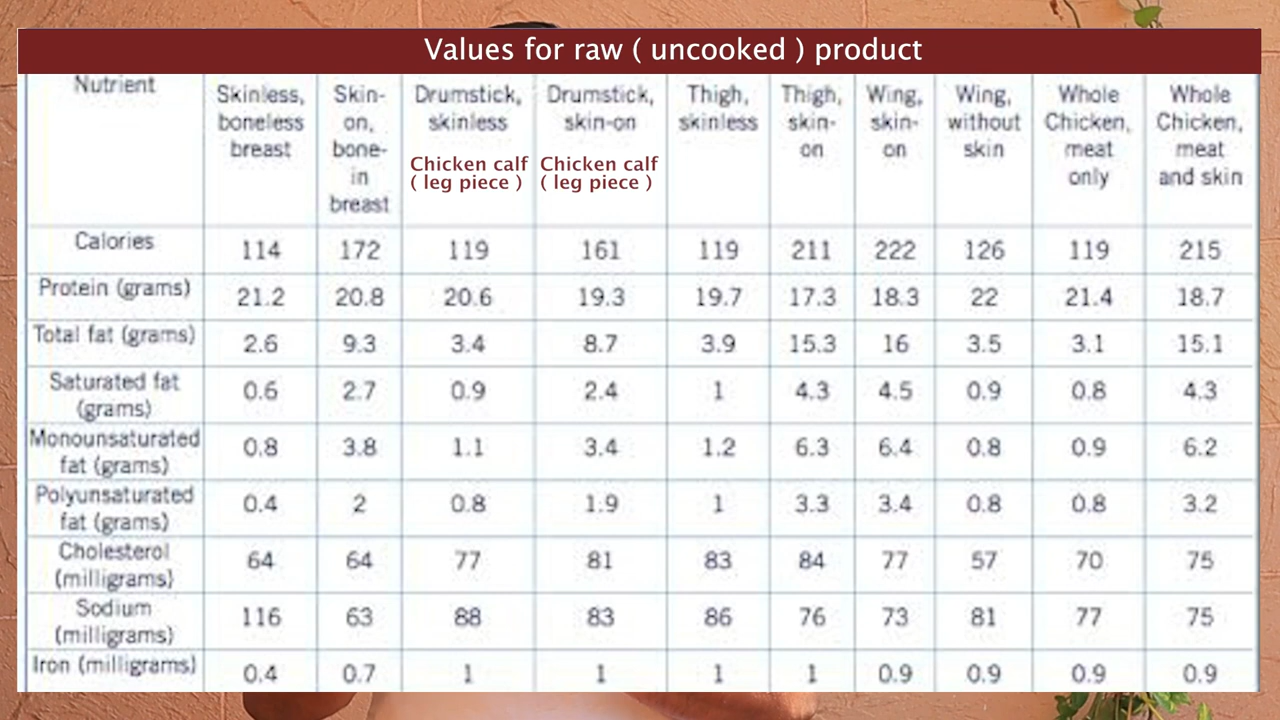 Values for raw ( uncooked ) product
Nutrient
Skinless, boneless breast
Skin-on, bone-in breast
Drumstick, skinless
Chicken calf ( leg piece )
Drumstick, skin-on
Chicken calf ( leg piece )
Thigh, skinless
Thigh, skin-on
Wing, skin-on
Wing, without skin
Whole Chicken, meat only
Whole Chicken, meat and skin
Calories 114 172 119 161 119 211 222 126 119 215
Protein (grams) 21.2 20.8 20.6 19.3 19.7 17.3 18.3 22 21.4 18.7
Total fat (grams) 2.6 9.3 3.4 8.7 3.9 15.3 16 3.5 3.1 15.1
Saturated fat (grams) 0.6 2.7 0.9 2.4 1 4.3 4.5 0.9 0.8 4.3
Monounsaturated fat (grams) 0.8 3.8 1.1 3.4 1.2 6.3 6.4 0.8 0.9 6.2
Polyunsaturated fat (grams) 0.4 2 0.8 1.9 1 3.3 3.4 0.8 0.8 3.2
Cholesterol (milligrams) 64 64 77 81 83 84 77 57 70 75
Sodium (milligrams) 116 63 88 83 86 76 73 81 77 75
Iron (milligrams) 0.4 0.7 1 1 1 1 0.9 0.9 0.9 0.9